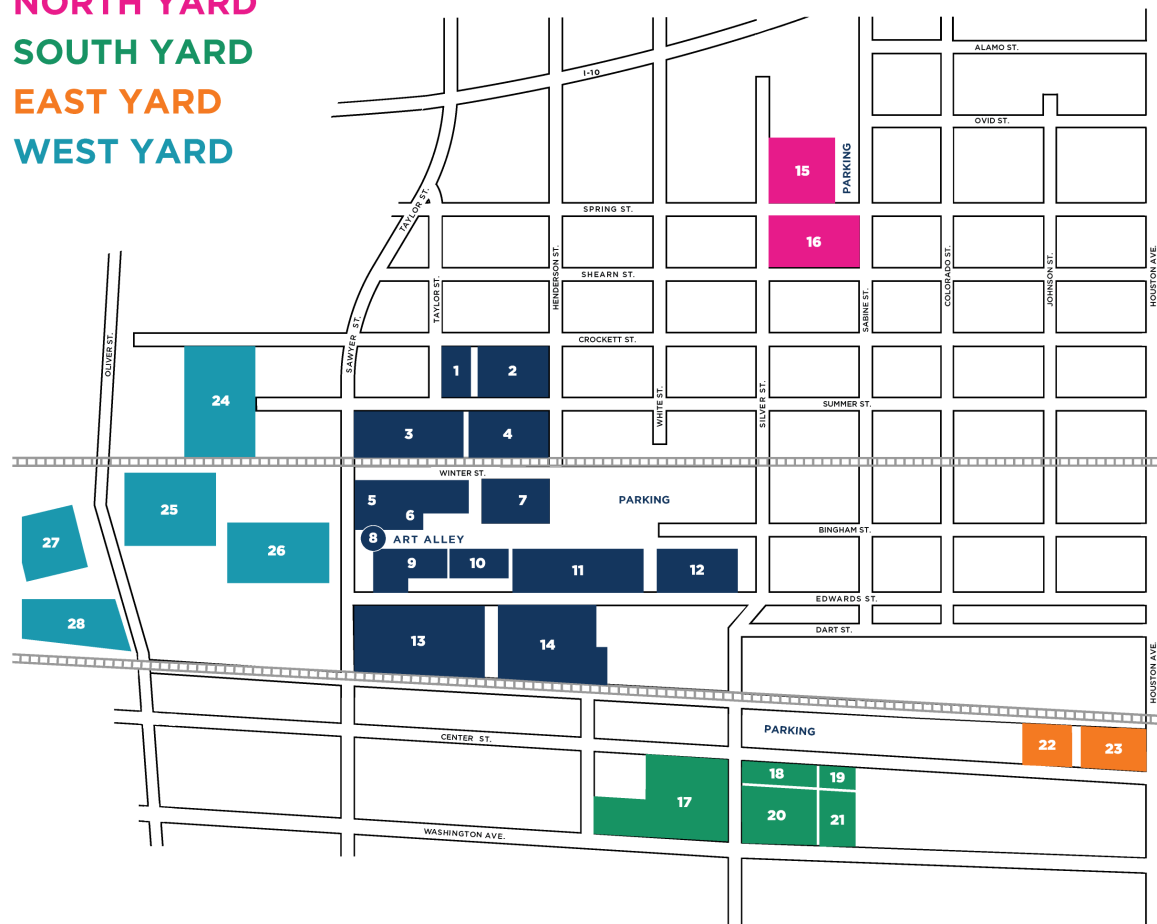 NORTH YARD
SOUTH YARD
EAST YARD
WEST YARD
ALAMO ST.
I-10
OVID ST.
15
PARKING
TAYLOR ST.
SPRING ST.
16
SHEARN ST.
HENDERSON ST.
COLORADO ST.
JOHNSON ST.
HOUSTON AVE.
TAYLOR ST.
SABINE ST.
OLIVER ST.
SAWYER ST.
CROCKETT ST.
1
2
24
WHITE ST.
SILVER ST.
SUMMER ST.
3
4
WINTER ST.
5
6
7
PARKING
25
BINGHAM ST.
8
ART ALLEY
27
26
9
10
11
12
EDWARDS ST.
28
DART ST.
13
14
HOUSTON AVE.
PARKING
CENTER ST.
22
23
17
18
19
20
21
WASHINGTON AVE.